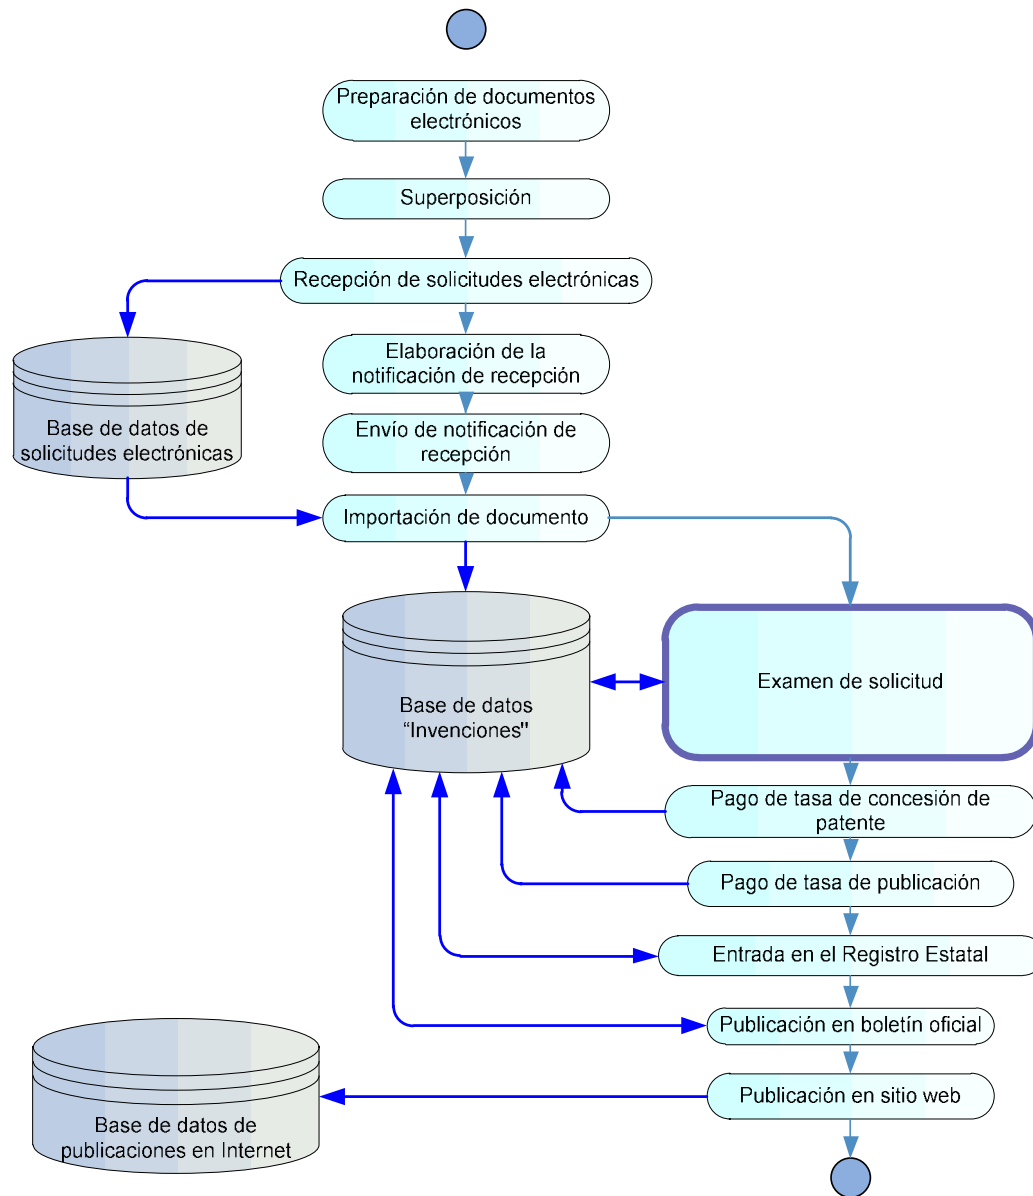 Preparación de documentos
electrónicos
Superposición
Recepción de solicitudes electrónicas
Elaboración de la
notificación de recepción
Base de datos de
solicitudes electrónicas
Envío de notificación de
recepción
Importación de documento
Base de datos
“Invenciones"
Examen de solicitud
Pago de tasa de concesión de
patente
Pago de tasa de publicación
Entrada en el Registro Estatal
Publicación en boletín oficial
Publicación en sitio web
Base de datos de
publicaciones en Internet